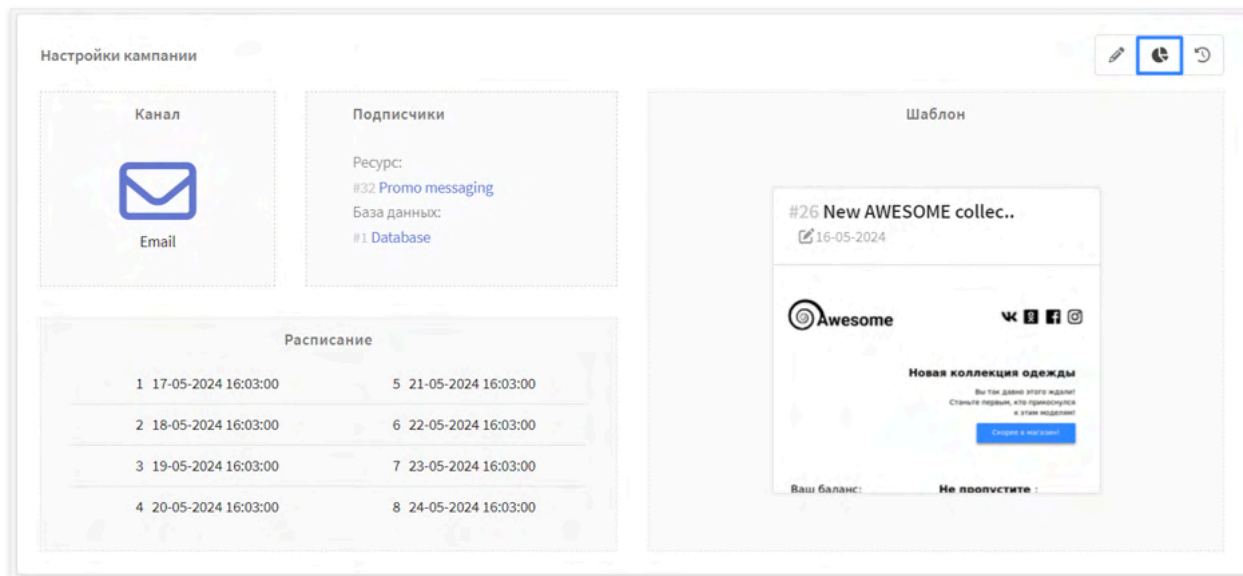 Настройки кампании
Канал
Email
Подписчики
Ресурс:
#32 Promo messaging
База данных:
#1 Database
Расписание
1 17-05-2024 16:03:00
2 18-05-2024 16:03:00
3 19-05-2024 16:03:00
4 20-05-2024 16:03:00
5 21-05-2024 16:03:00
6 22-05-2024 16:03:00
7 23-05-2024 16:03:00
8 24-05-2024 16:03:00
Шаблон
#26 New AWESOME collec..
16-05-2024
Awesome
Новая коллекция одежды
Вы так давно этого ждали!
Станьте первым, кто прикоснулся
к этим моделям!
Скорее в магазин!
Ваш баланс:
Не пропустите :